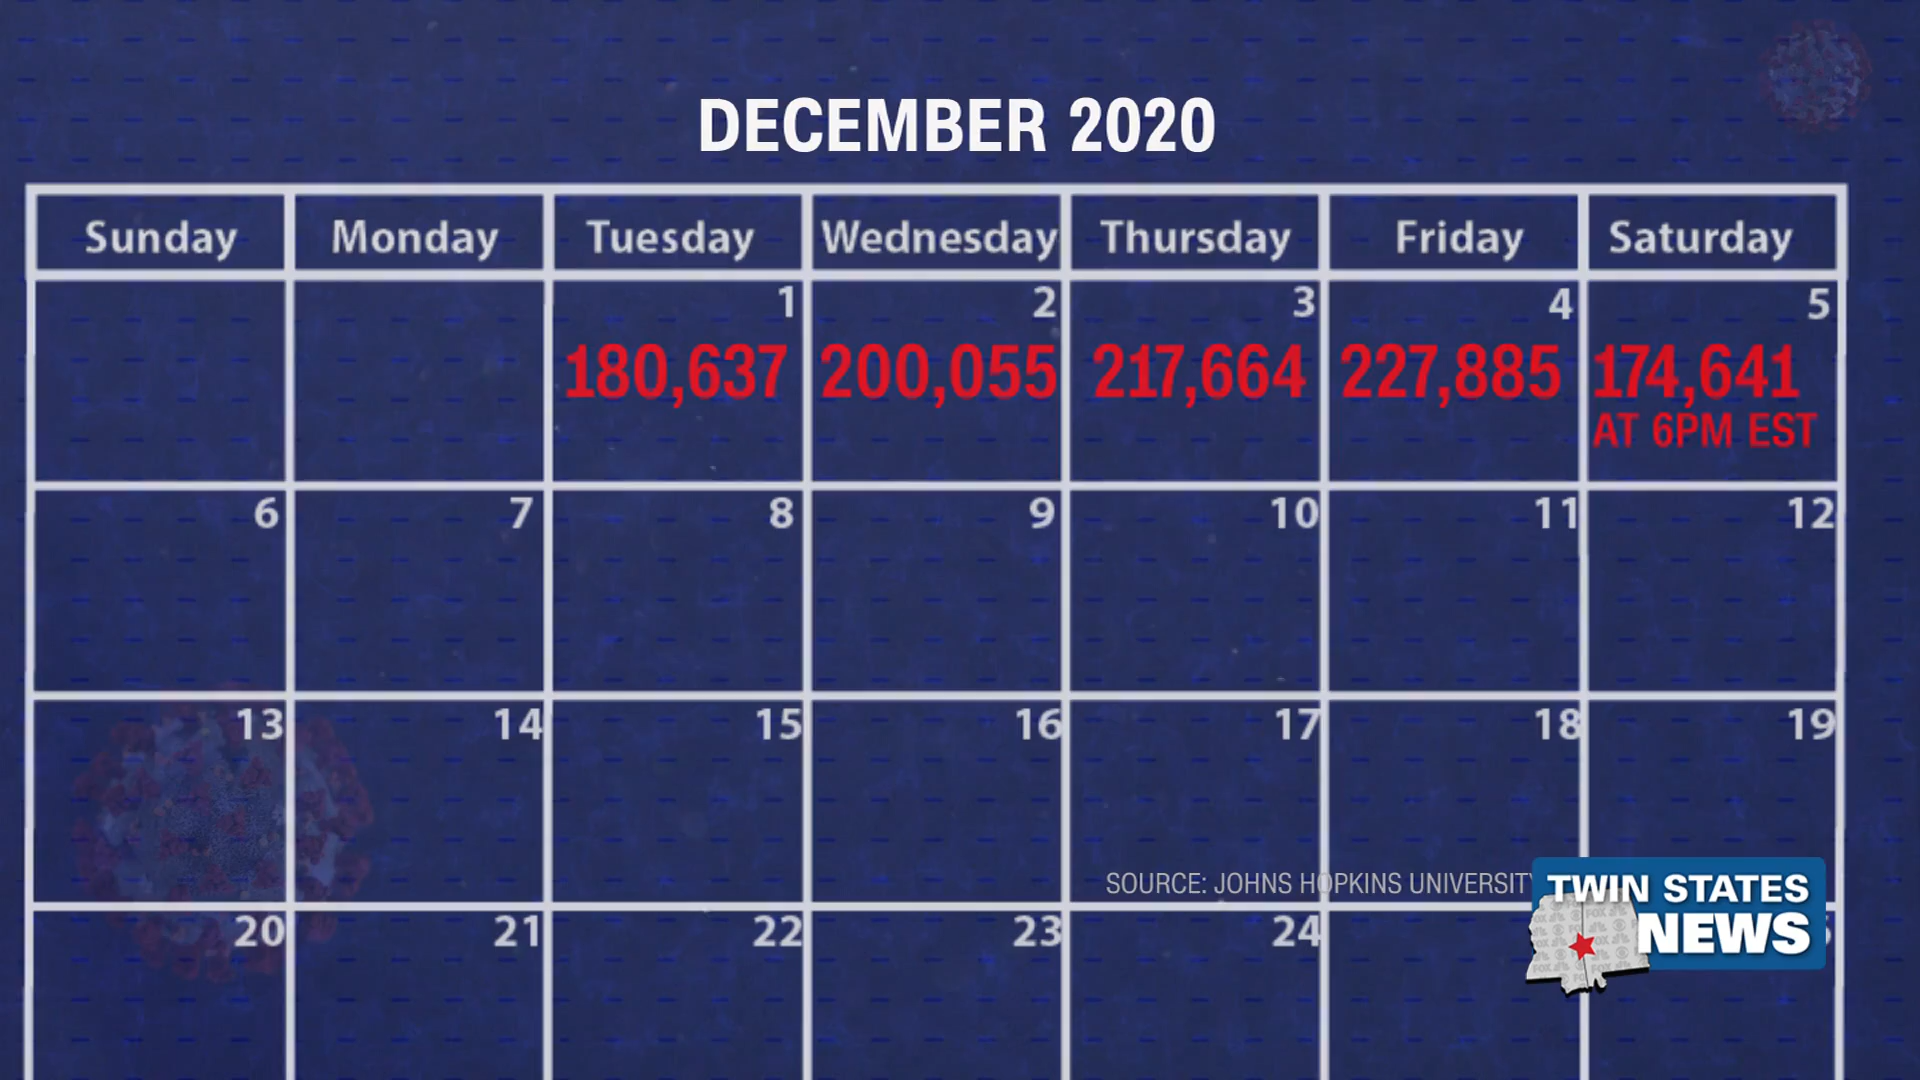 DECEMBER 2020
Sunday Monday Tuesday Wednesday Thursday Friday Saturday
1 2 3 4 5
180,637 200,055 217,664 227,885 174,641
AT 6PM EST
6 7 8 9 10 11 12
13 14 15 16 17 18 19
SOURCE: JOHNS HOPKINS UNIVERSITY
TWIN STATES
NEWS
20 21 22 23 24